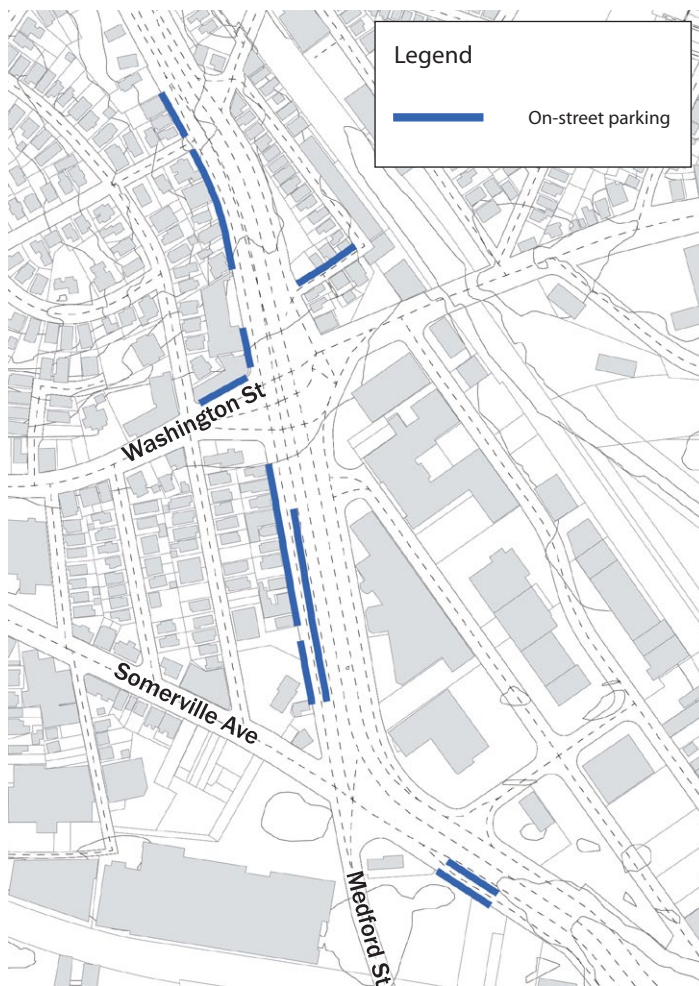 Legend
On-street parking
Washington St
Somerville Ave
Medford St